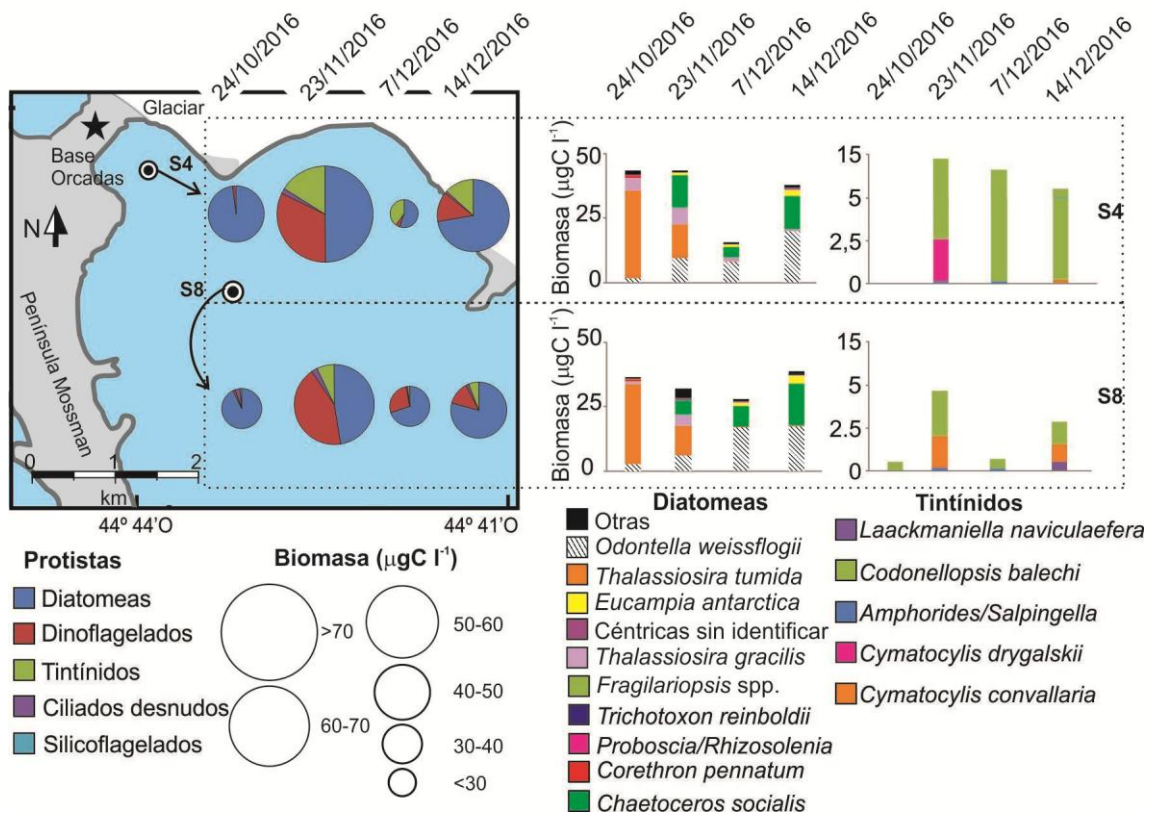 24/10/2016
23/11/2016
7/12/2016
14/12/2016
24/10/2016
23/11/2016
7/12/2016
14/12/2016
24/10/2016
23/11/2016
7/12/2016
14/12/2016
Glaciar
Base
Orcadas
S4
N
S8
Península Mossman
0 1 2
km
44º 44'O
44º 41'O
Biomasa (µgC l⁻¹)
50
25
0
15
2,5
0
S4
Biomasa (µgC l⁻¹)
50
25
0
15
2.5
0
S8
Protistas
Diatomeas
Dinoflagelados
Tintínidos
Ciliados desnudos
Silicoflagelados
Biomasa (µgC l⁻¹)
>70
60-70
50-60
40-50
30-40
<30
Diatomeas
Otras
Odontella weissflogii
Thalassiosira tumida
Eucampia antarctica
Céntricas sin identificar
Thalassiosira gracilis
Fragilariopsis spp.
Trichotoxon reinboldii
Proboscia/Rhizosolenia
Corethron pennatum
Chaetoceros socialis
Tintínidos
Laackmaniella naviculaefera
Codonellopsis balechi
Amphorides/Salpingella
Cymatocylis drygalskii
Cymatocylis convallaria